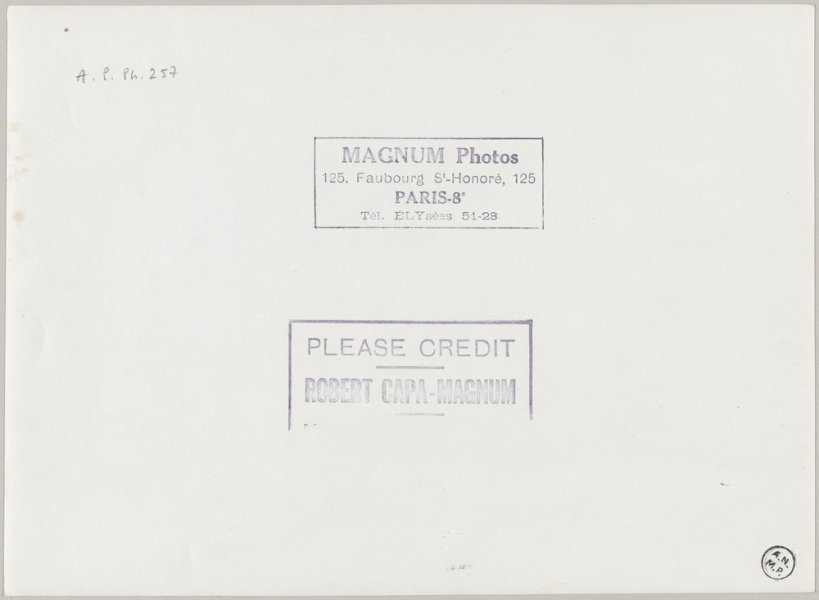 A. P. Ph. 257
MAGNUM Photos
125, Faubourg St-Honoré, 125
PARIS-8e
Tél. ÉLYsées 51-28
PLEASE CREDIT
ROBERT CAPA-MAGNUM
A.N.
M.P.